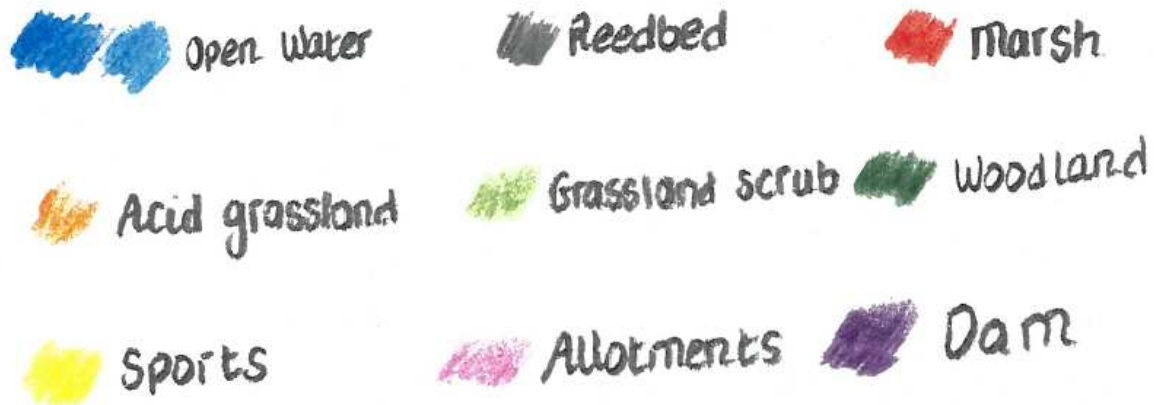 Open Water Reedbed Marsh
Acid grassland Grassland scrub Woodland
Sports Allotments Dam